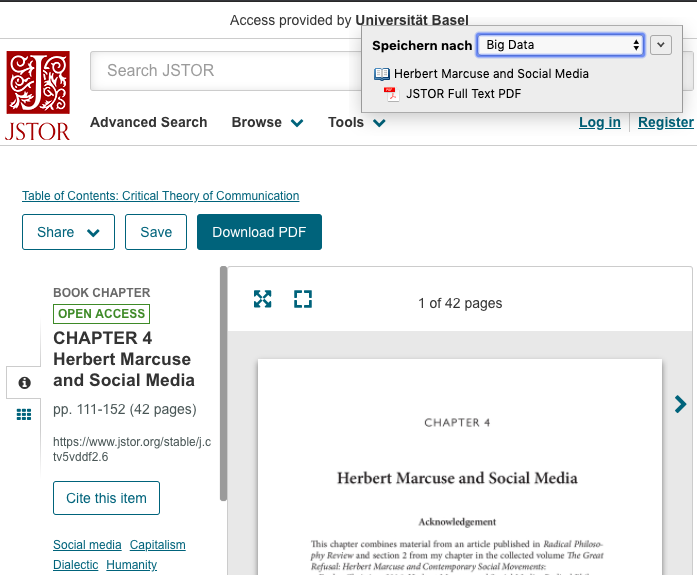 Access provided by Universität Basel
Speichern nach Big Data
Herbert Marcuse and Social Media
JSTOR Full Text PDF
J
JSTOR
Search JSTOR
Advanced Search Browse Tools Log in Register
Table of Contents: Critical Theory of Communication
Share Save Download PDF
BOOK CHAPTER
OPEN ACCESS
CHAPTER 4
Herbert Marcuse
and Social Media
pp. 111-152 (42 pages)
https://www.jstor.org/stable/j.c
tv5vddf2.6
Cite this item
Social media Capitalism
Dialectic Humanity
1 of 42 pages
CHAPTER 4
Herbert Marcuse and Social Media
Acknowledgement
This chapter combines material from an article published in Radical Philoso-
phy Review and section 2 from my chapter in the collected volume The Great
Refusal: Herbert Marcuse and Contemporary Social Movements: